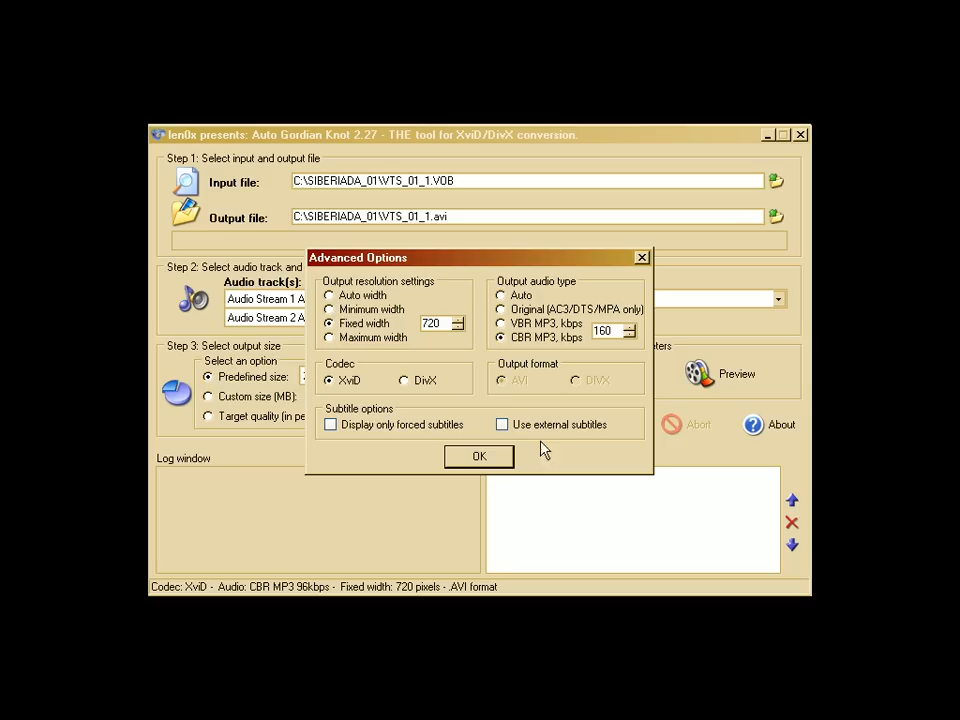 len0x presents: Auto Gordian Knot 2.27 - THE tool for XviD/DivX conversion.
Step 1: Select input and output file
Input file: C:\SIBERIADA_01\VTS_01_1.VOB
Output file: C:\SIBERIADA_01\VTS_01_1.avi
Step 2: Select audio track and
Audio track(s):
Audio Stream 1 A
Audio Stream 2 A
Step 3: Select output size
Select an option
Predefined size:
Custom size (MB):
Target quality (in pe
Advanced Options
Output resolution settings
Auto width
Minimum width
Fixed width 720
Maximum width
Output audio type
Auto
Original (AC3/DTS/MPA only)
VBR MP3, kbps
CBR MP3, kbps 160
Codec
XviD DivX
Output format
AVI DIVX
Subtitle options
Display only forced subtitles Use external subtitles
OK
Preview
Abort About
Log window
Codec: XviD - Audio: CBR MP3 96kbps - Fixed width: 720 pixels - .AVI format